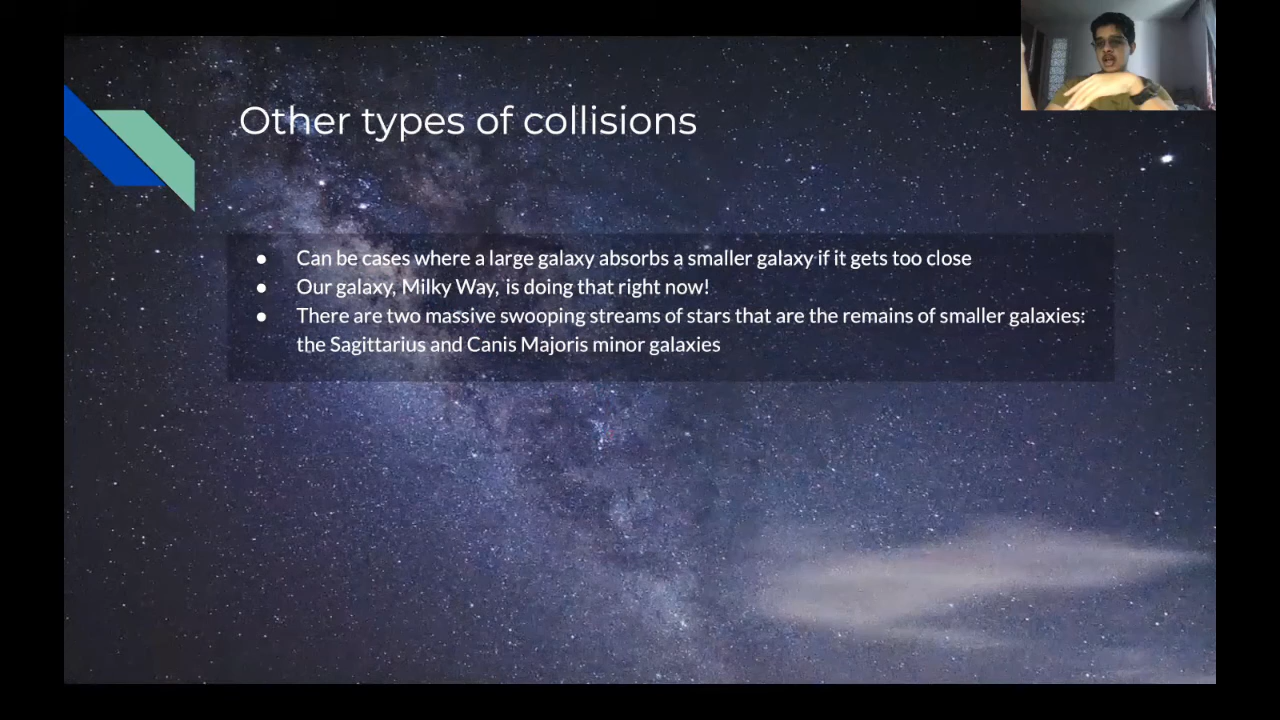 Other types of collisions
● Can be cases where a large galaxy absorbs a smaller galaxy if it gets too close
● Our galaxy, Milky Way, is doing that right now!
● There are two massive swooping streams of stars that are the remains of smaller galaxies:
the Sagittarius and Canis Majoris minor galaxies